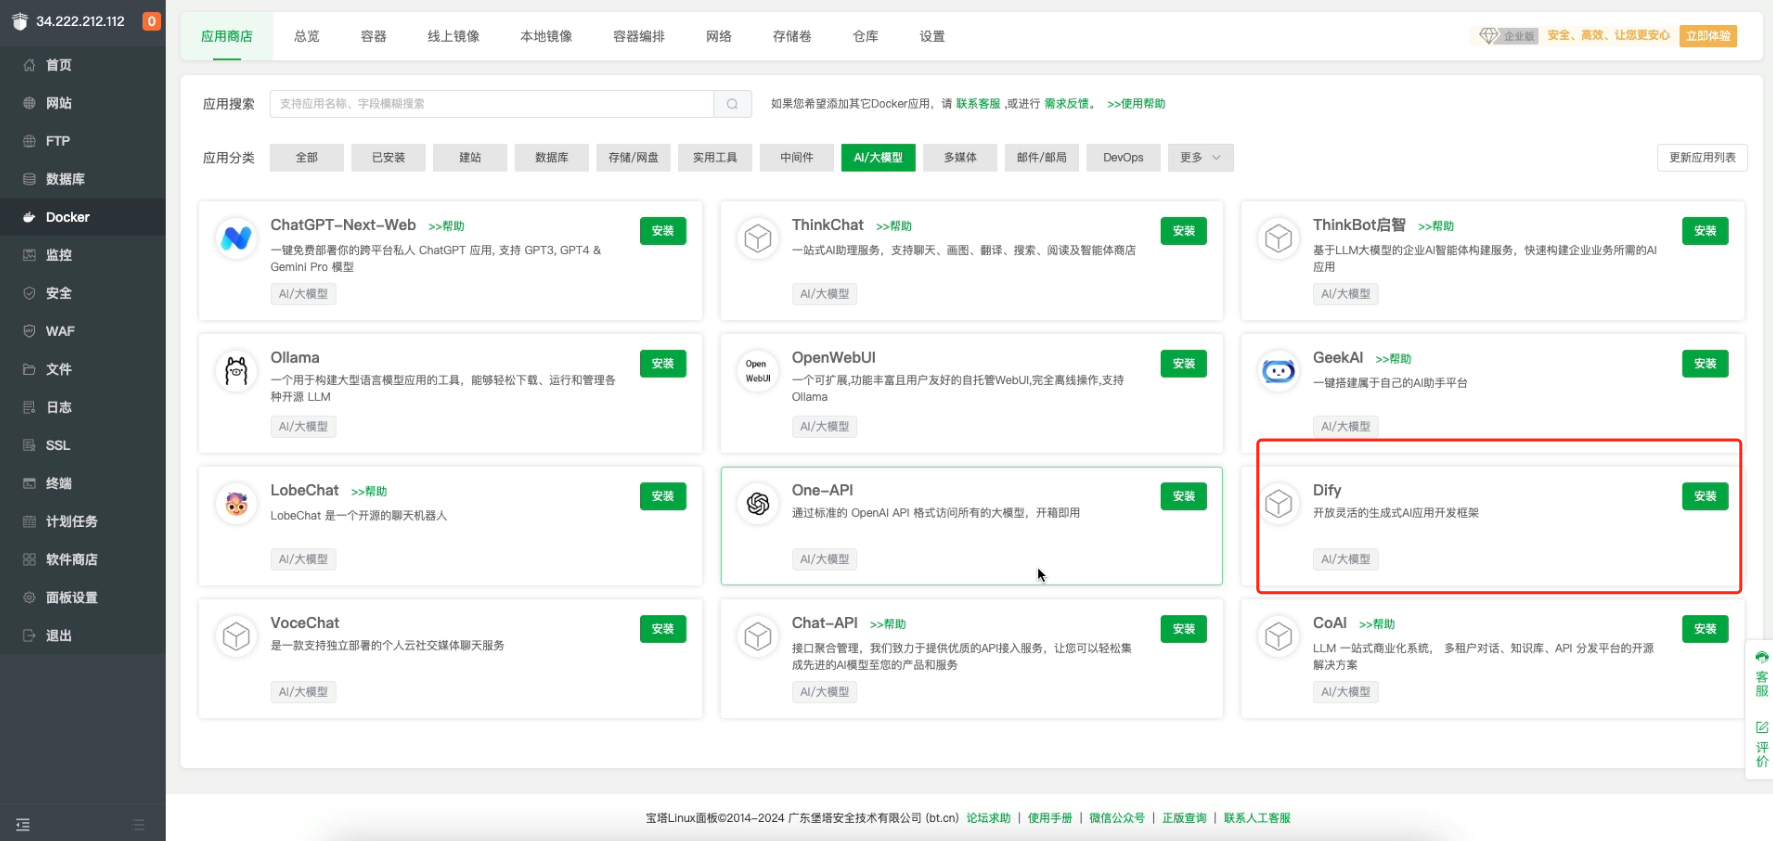 34.222.212.112
0
首页
网站
FTP
数据库
Docker
监控
安全
WAF
文件
日志
SSL
终端
计划任务
软件商店
面板设置
退出
应用商店 总览 容器 线上镜像 本地镜像 容器编排 网络 存储卷 仓库 设置
企业版 安全、高效、让您更安心 立即体验
应用搜索 支持应用名称、字段模糊搜索 如果您希望添加其它Docker应用，请 联系客服 ,或进行 需求反馈。 >>使用帮助
应用分类 全部 已安装 建站 数据库 存储/网盘 实用工具 中间件 AI/大模型 多媒体 邮件/邮局 DevOps 更多 更新应用列表
ChatGPT-Next-Web >>帮助 安装
一键免费部署你的跨平台私人 ChatGPT 应用, 支持 GPT3, GPT4 &
Gemini Pro 模型
AI/大模型
ThinkChat >>帮助 安装
一站式AI助理服务，支持聊天、画图、翻译、搜索、阅读及智能体商店
AI/大模型
ThinkBot启智 >>帮助 安装
基于LLM大模型的企业AI智能体构建服务，快速构建企业业务所需的AI
应用
AI/大模型
Ollama 安装
一个用于构建大型语言模型应用的工具，能够轻松下载、运行和管理各
种开源 LLM
AI/大模型
Open
WebUI
OpenWebUI 安装
一个可扩展,功能丰富且用户友好的自托管WebUI,完全离线操作,支持
Ollama
AI/大模型
GeekAI >>帮助 安装
一键搭建属于自己的AI助手平台
AI/大模型
LobeChat >>帮助 安装
LobeChat 是一个开源的聊天机器人
AI/大模型
One-API 安装
通过标准的 OpenAI API 格式访问所有的大模型，开箱即用
AI/大模型
Dify 安装
开放灵活的生成式AI应用开发框架
AI/大模型
VoceChat 安装
是一款支持独立部署的个人云社交媒体聊天服务
AI/大模型
Chat-API >>帮助 安装
接口聚合管理，我们致力于提供优质的API接入服务，让您可以轻松集
成先进的AI模型至您的产品和服务
AI/大模型
CoAI >>帮助 安装
LLM 一站式商业化系统， 多租户对话、知识库、API 分发平台的开源
解决方案
AI/大模型
客服
评价
宝塔Linux面板©2014-2024 广东堡塔安全技术有限公司 (bt.cn) 论坛求助 | 使用手册 | 微信公众号 | 正版查询 | 联系人工客服